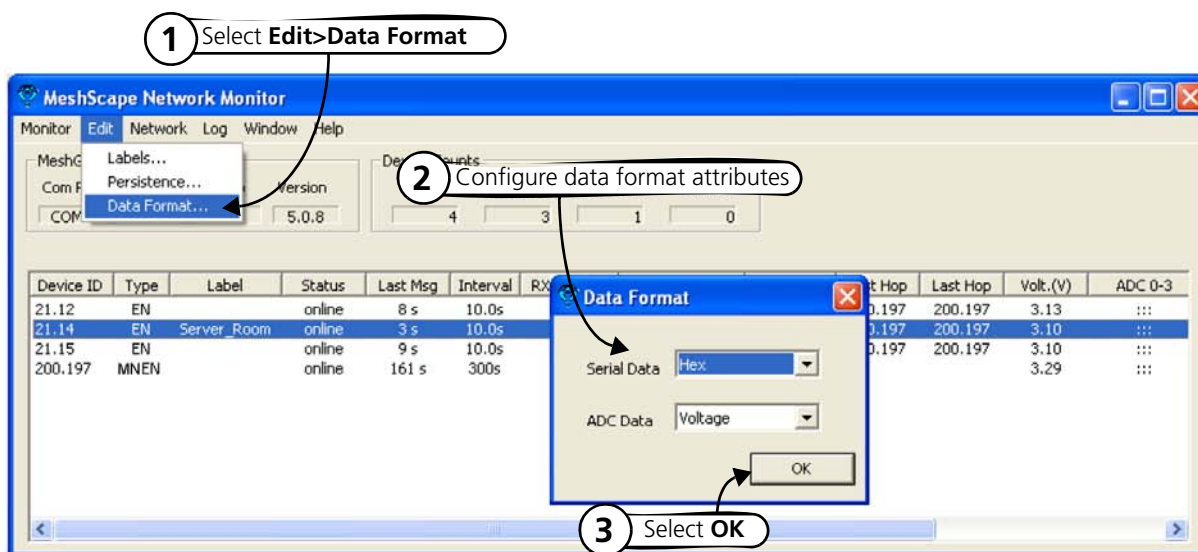 1 Select Edit>Data Format
MeshScape Network Monitor
Monitor Edit Network Log Window Help
Labels...
Persistence...
Data Format...
Version
5.0.8
4 3 1 0
2 Configure data format attributes
Device ID Type Label Status Last Msg Interval RX Last Hop Volt.(V) ADC 0-3
21.12 EN online 8 s 10.0s 200.197 3.13 :::
21.14 EN Server_Room online 3 s 10.0s 200.197 3.10 :::
21.15 EN online 9 s 10.0s 200.197 3.10 :::
200.197 MNEN online 161 s 300s 3.29 :::
Data Format
Serial Data Hex
ADC Data Voltage
OK
3 Select OK